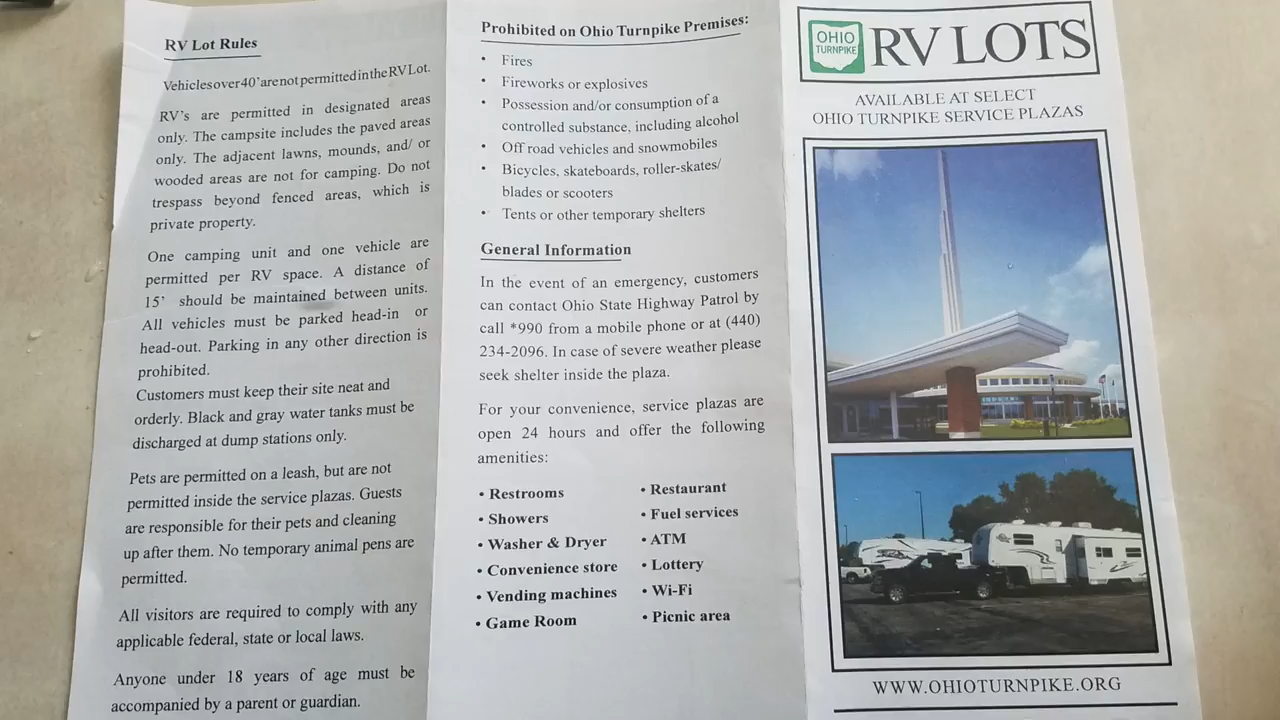 RV Lot Rules
Vehicles over 40' are not permitted in the RV Lot.
RV's are permitted in designated areas
only. The campsite includes the paved areas
only. The adjacent lawns, mounds, and/ or
wooded areas are not for camping. Do not
trespass beyond fenced areas, which is
private property.
One camping unit and one vehicle are
permitted per RV space. A distance of
15' should be maintained between units.
All vehicles must be parked head-in or
head-out. Parking in any other direction is
prohibited.
Customers must keep their site neat and
orderly. Black and gray water tanks must be
discharged at dump stations only.
Pets are permitted on a leash, but are not
permitted inside the service plazas. Guests
are responsible for their pets and cleaning
up after them. No temporary animal pens are
permitted.
All visitors are required to comply with any
applicable federal, state or local laws.
Anyone under 18 years of age must be
accompanied by a parent or guardian.
Prohibited on Ohio Turnpike Premises:
• Fires
• Fireworks or explosives
• Possession and/or consumption of a
controlled substance, including alcohol
• Off road vehicles and snowmobiles
• Bicycles, skateboards, roller-skates/
blades or scooters
• Tents or other temporary shelters
General Information
In the event of an emergency, customers
can contact Ohio State Highway Patrol by
call *990 from a mobile phone or at (440)
234-2096. In case of severe weather please
seek shelter inside the plaza.
For your convenience, service plazas are
open 24 hours and offer the following
amenities:
• Restrooms
• Showers
• Washer & Dryer
• Convenience store
• Vending machines
• Game Room
• Restaurant
• Fuel services
• ATM
• Lottery
• Wi-Fi
• Picnic area
OHIO
TURNPIKE
RV LOTS
AVAILABLE AT SELECT
OHIO TURNPIKE SERVICE PLAZAS
WWW.OHIOTURNPIKE.ORG